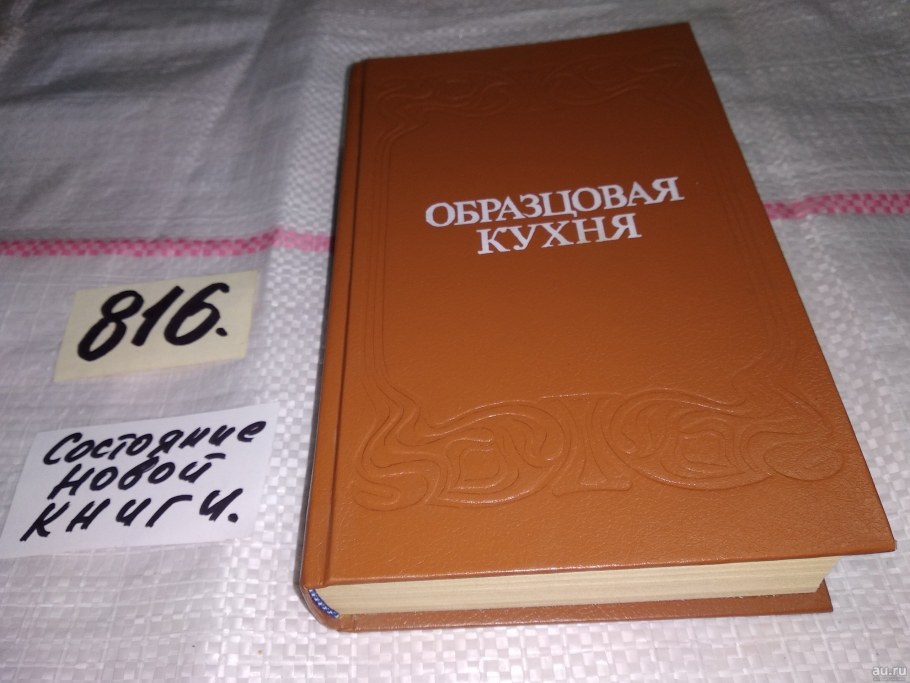 ОБРАЗЦОВАЯ
КУХНЯ
816.
Состояние
новой
книги.
au.ru